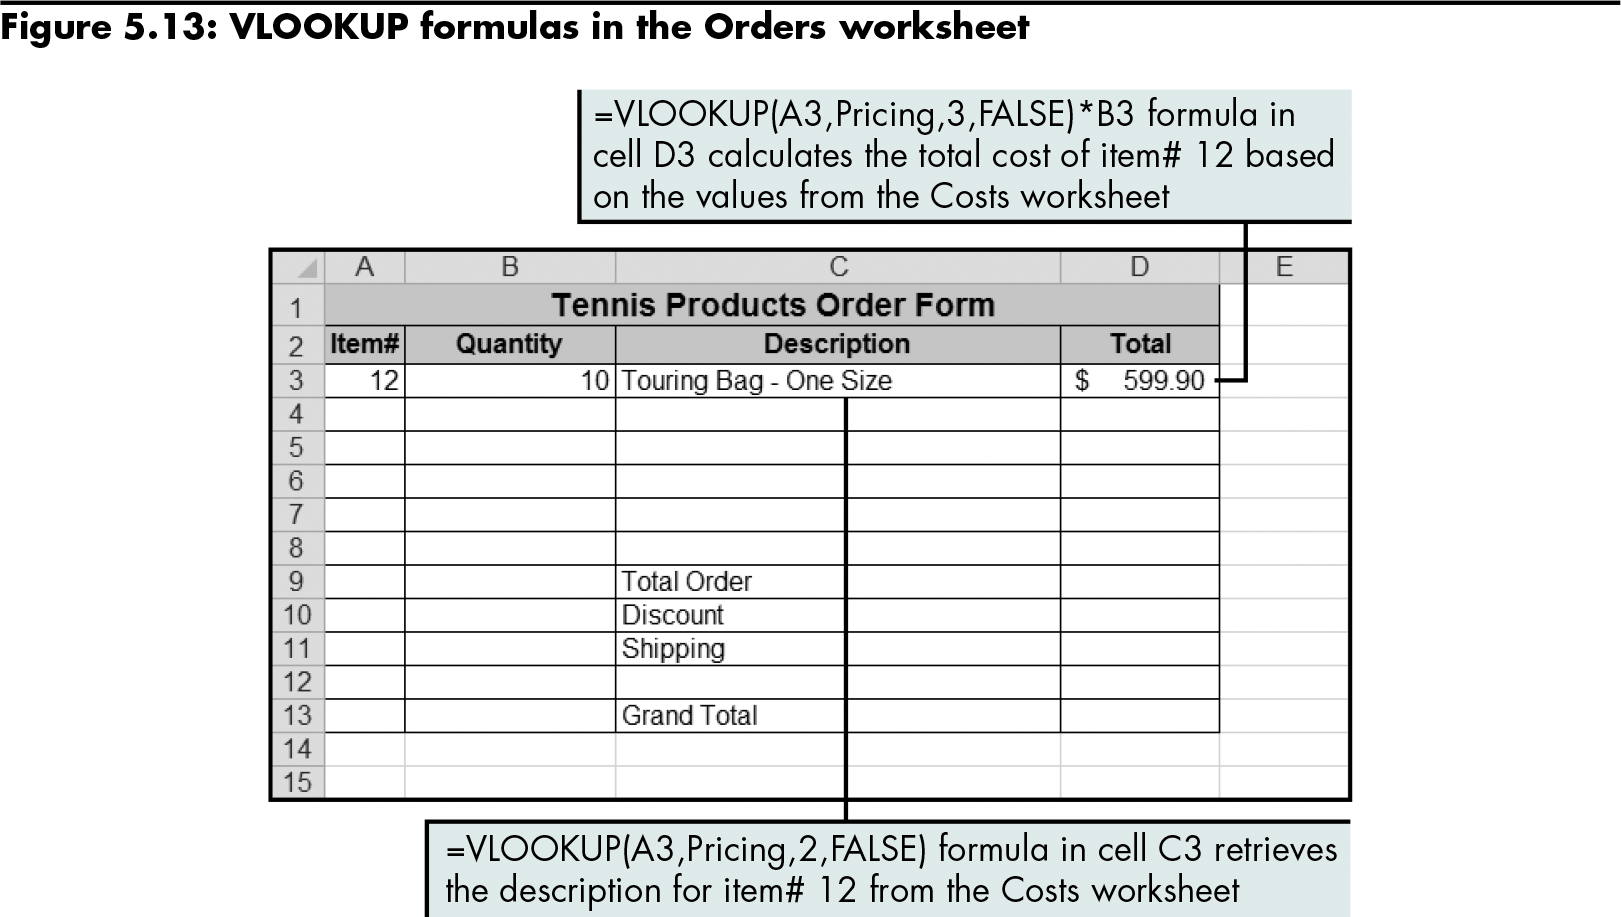 Figure 5.13: VLOOKUP formulas in the Orders worksheet
=VLOOKUP(A3,Pricing,3,FALSE)*B3 formula in
cell D3 calculates the total cost of item# 12 based
on the values from the Costs worksheet
A B C D E
1 Tennis Products Order Form
2 Item# Quantity Description Total
3 12 10 Touring Bag - One Size $ 599.90
4
5
6
7
8
9 Total Order
10 Discount
11 Shipping
12
13 Grand Total
14
15
=VLOOKUP(A3,Pricing,2,FALSE) formula in cell C3 retrieves
the description for item# 12 from the Costs worksheet